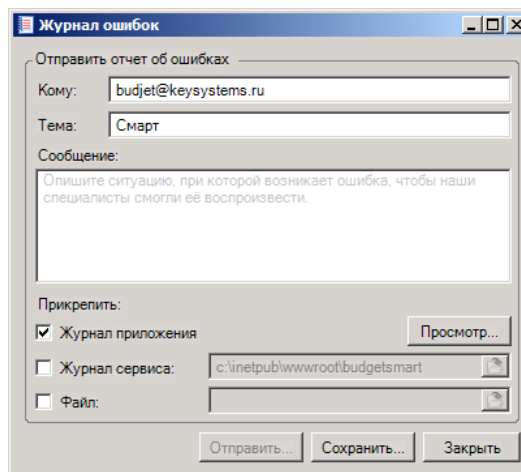 Журнал ошибок
Отправить отчет об ошибках
Кому: budjet@keysystems.ru
Тема: Смарт
Сообщение:
Опишите ситуацию, при которой возникает ошибка, чтобы наши
специалисты смогли её воспроизвести.
Прикрепить:
Журнал приложения Просмотр...
Журнал сервиса: c:\inetpub\wwwroot\budgetsmart
Файл:
Отправить... Сохранить... Закрыть